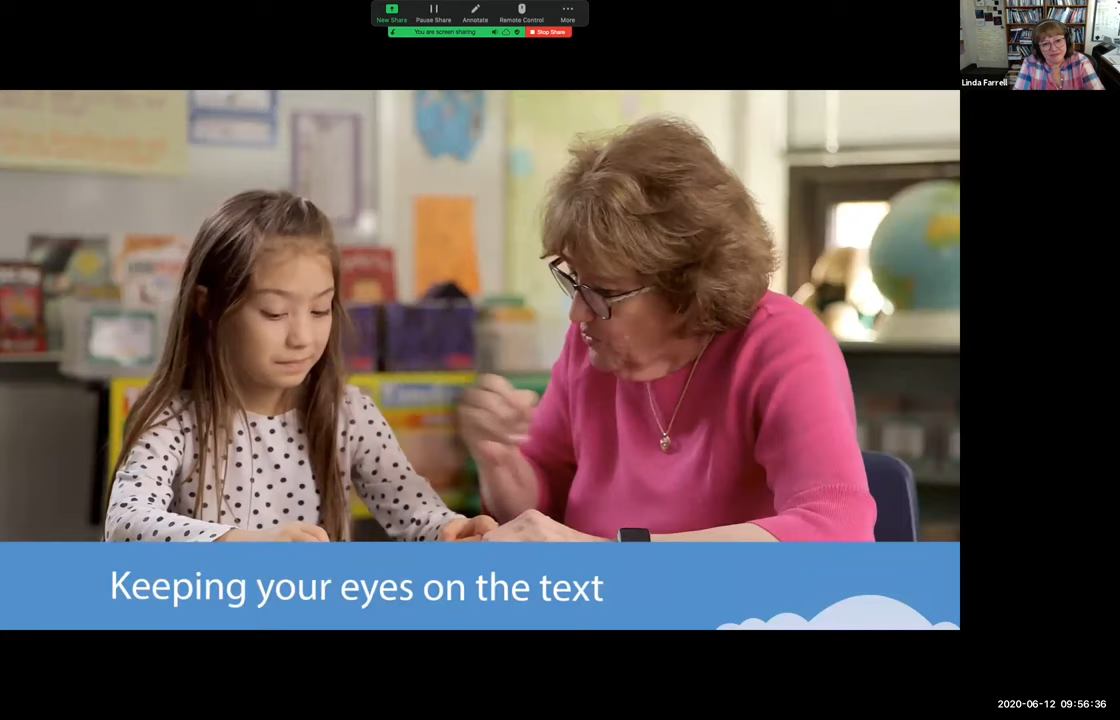 New Share
Pause Share
Annotate
Remote Control
More
You are screen sharing
Stop Share
Linda Farrell
Keeping your eyes on the text
2020-06-12 09:56:36